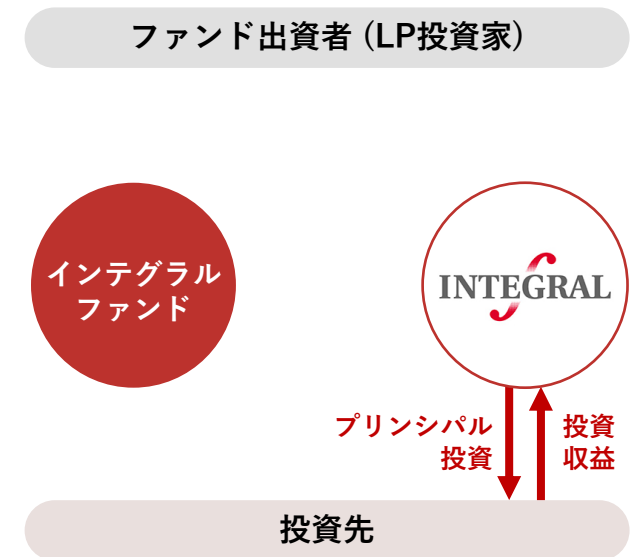 ファンド出資者 (LP投資家)
インテグラル
ファンド
INTEGRAL
プリンシパル
投資
投資
収益
投資先